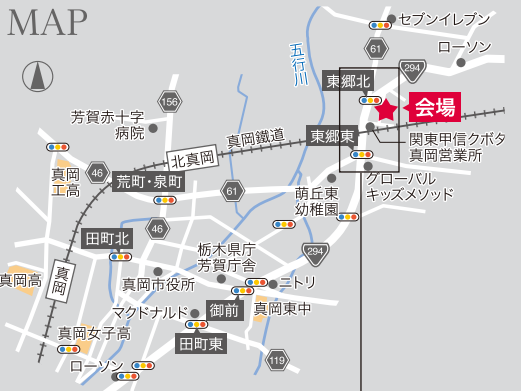 MAP
セブンイレブン
61
ローソン
五行川
294
東郷北
会場
156
芳賀赤十字
病院
真岡鐵道
東郷東
関東甲信クボタ
真岡営業所
北真岡
46
真岡
工高
荒町・泉町
61
萌丘東
幼稚園
グローバル
キッズメソッド
46
田町北
栃木県庁
芳賀庁舎
294
真岡
真岡高
真岡市役所
ニトリ
マクドナルド
御前
真岡東中
真岡女子高
田町東
ローソン
119